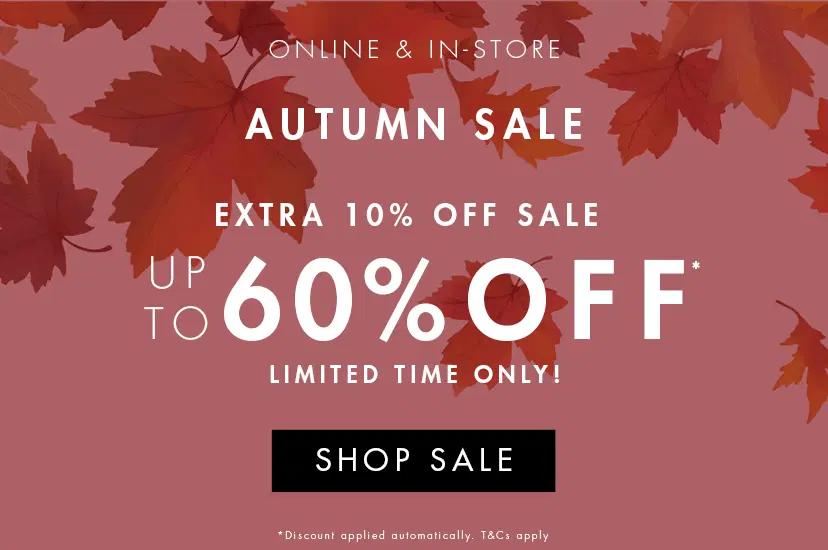 ONLINE & IN-STORE
AUTUMN SALE
EXTRA 10% OFF SALE
UP TO 60% OFF*
LIMITED TIME ONLY!
SHOP SALE
*Discount applied automatically. T&Cs apply